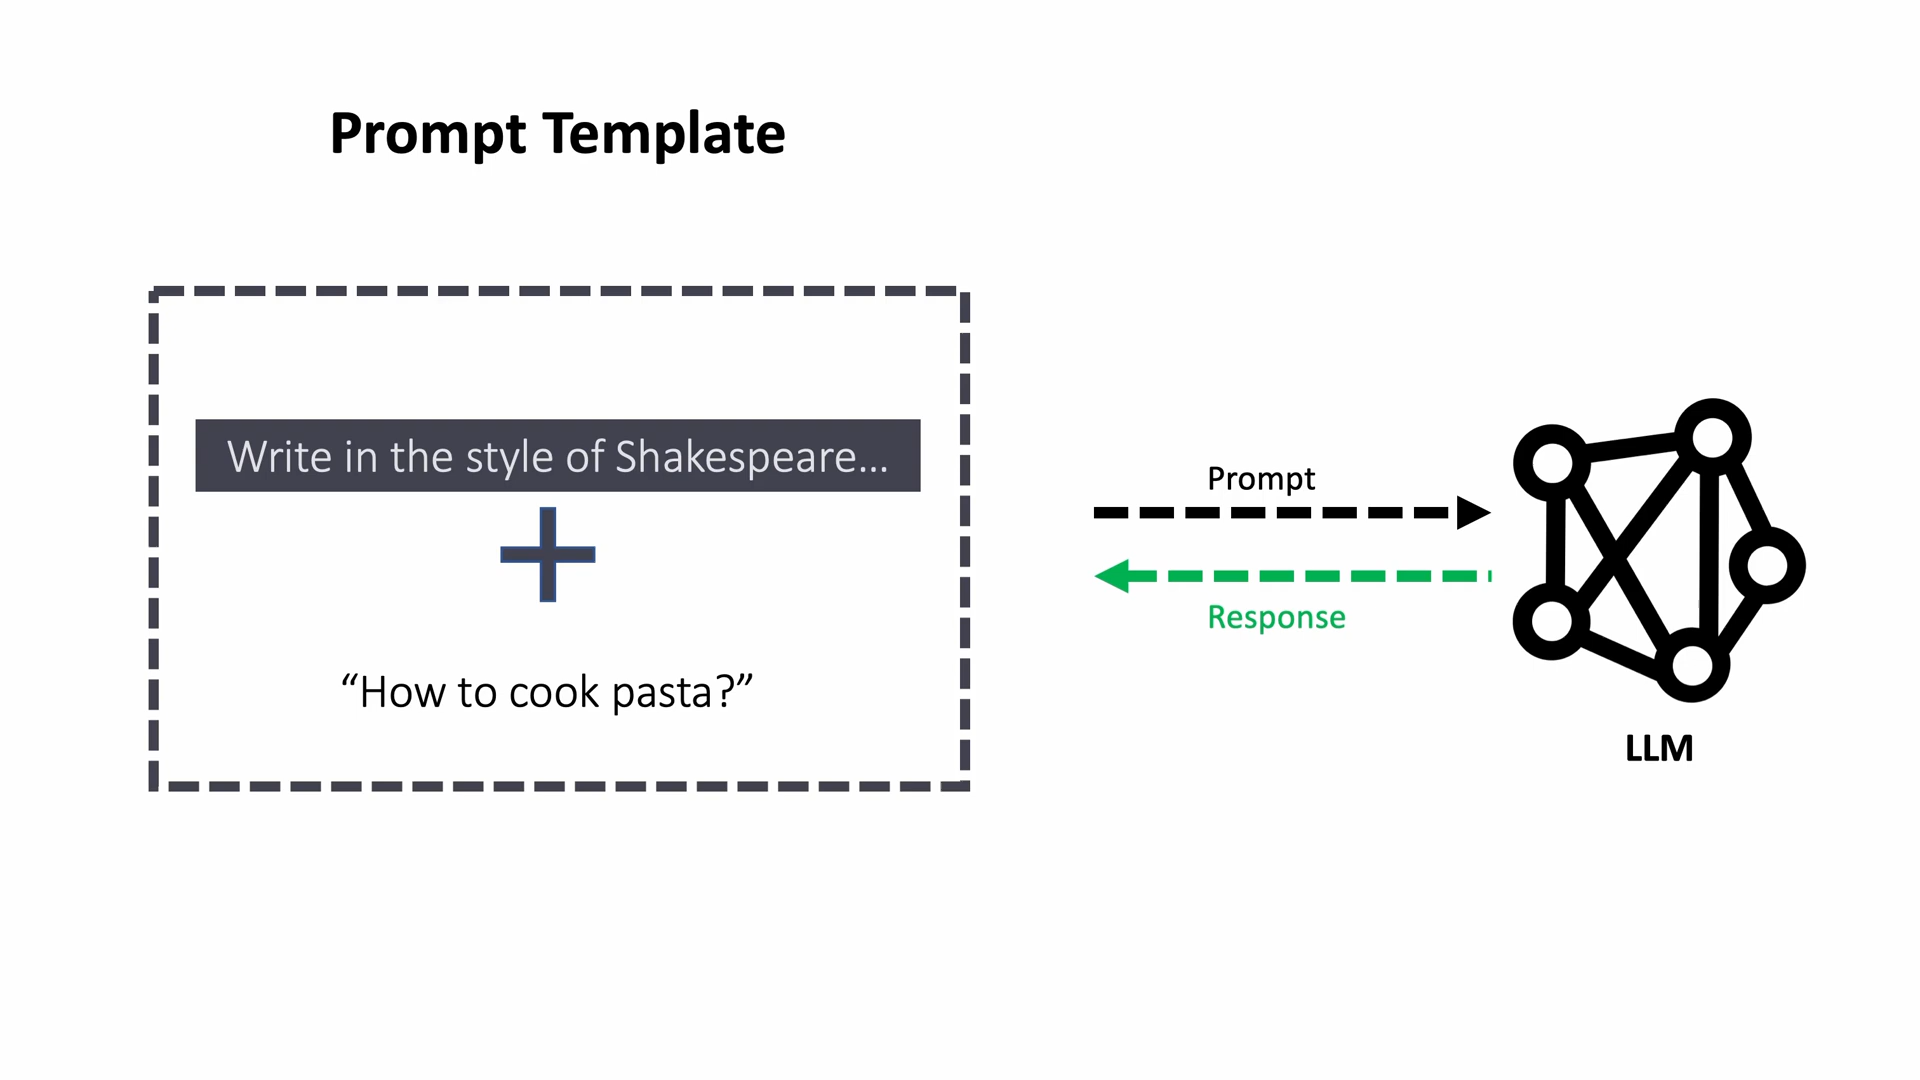 Prompt Template
Write in the style of Shakespeare...
“How to cook pasta?”
Prompt
Response
LLM